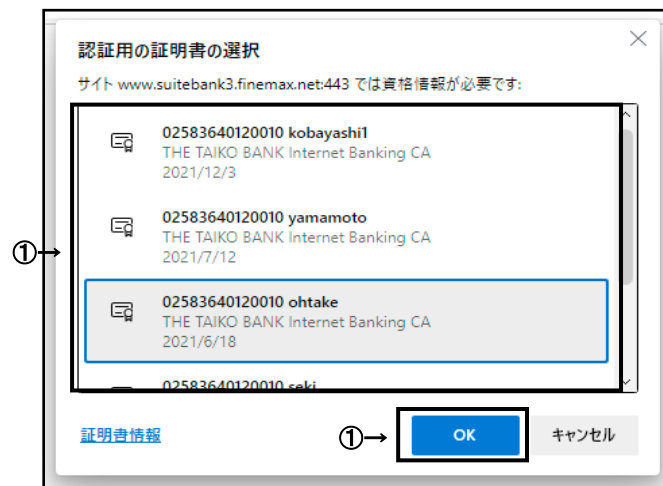 認証用の証明書の選択
サイト www.suitebank3.finemax.net:443 では資格情報が必要です:
02583640120010 kobayashi1
THE TAIKO BANK Internet Banking CA
2021/12/3
02583640120010 yamamoto
THE TAIKO BANK Internet Banking CA
2021/7/12
①→
02583640120010 ohtake
THE TAIKO BANK Internet Banking CA
2021/6/18
02583640120010 seki
証明書情報
①→
OK
キャンセル